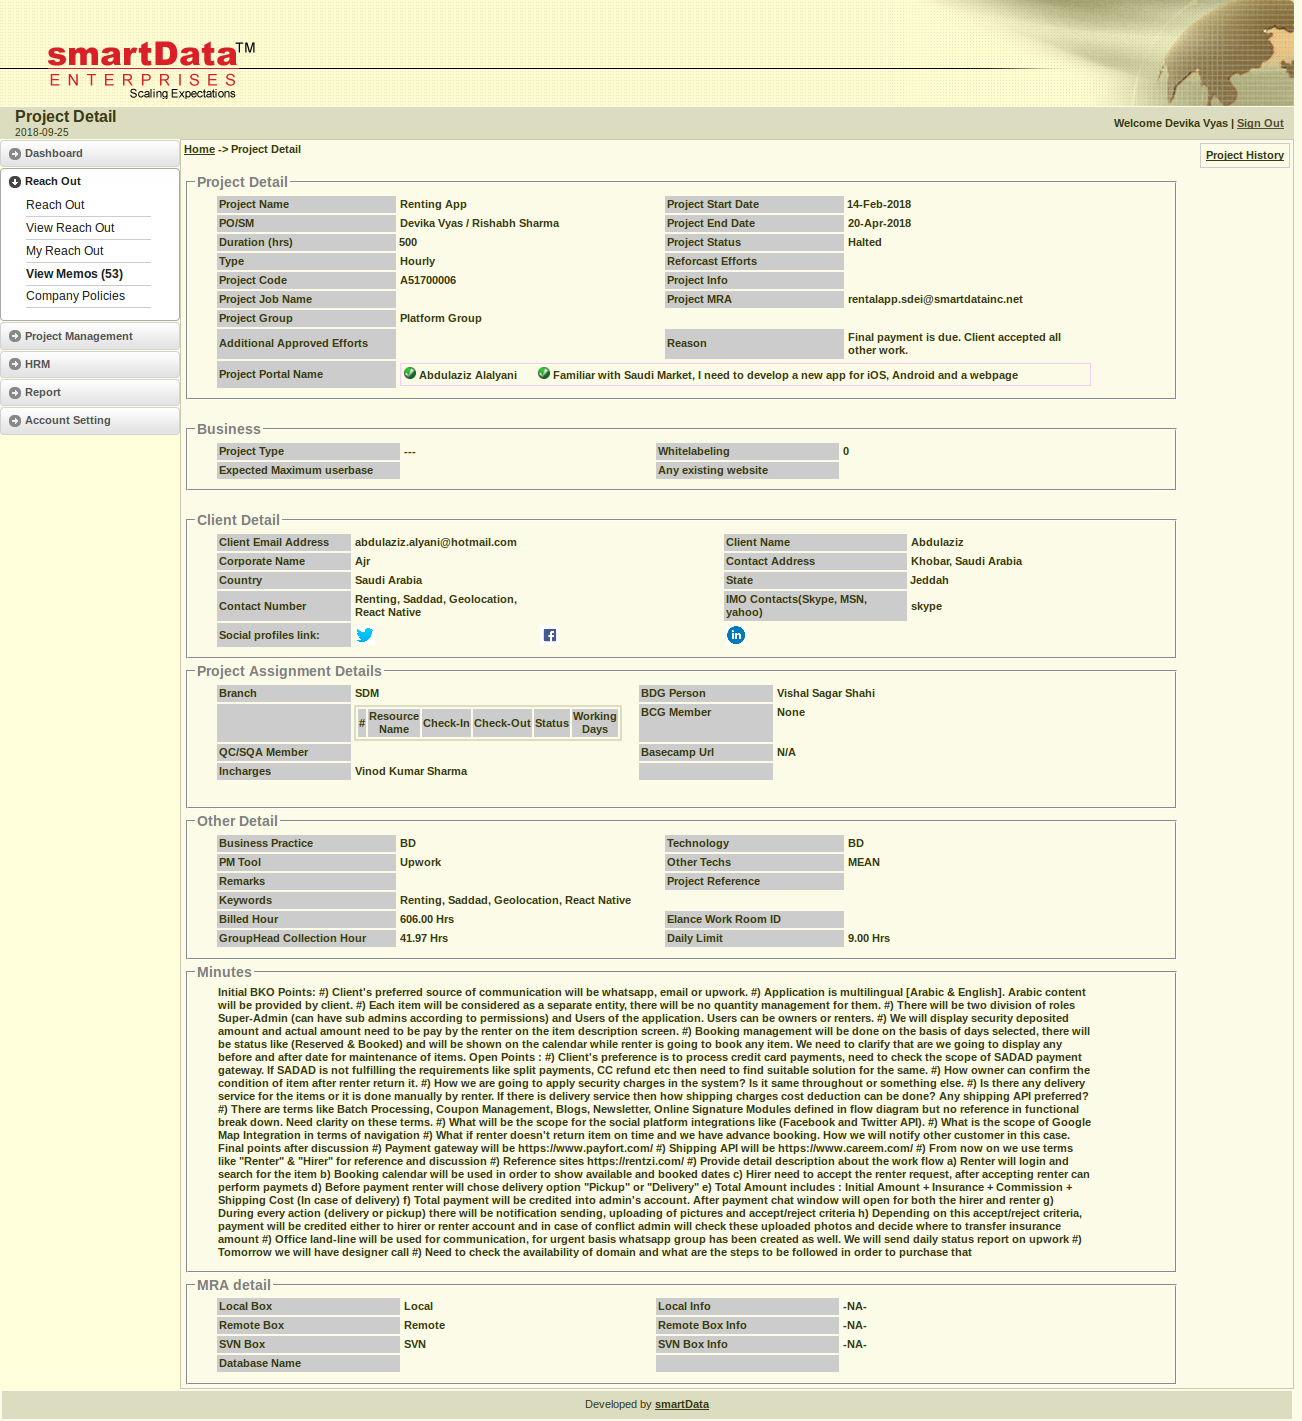 smartData™
ENTERPRISES
Scaling Expectations
Project Detail
2018-09-25
Welcome Devika Vyas | Sign Out
Dashboard
Reach Out
Reach Out
View Reach Out
My Reach Out
View Memos (53)
Company Policies
Project Management
HRM
Report
Account Setting
Home -> Project Detail
Project History
Project Detail
Project Name Renting App Project Start Date 14-Feb-2018
PO/SM Devika Vyas / Rishabh Sharma Project End Date 20-Apr-2018
Duration (hrs) 500 Project Status Halted
Type Hourly Reforcast Efforts
Project Code A51700006 Project Info
Project Job Name Project MRA rentalapp.sdei@smartdatainc.net
Project Group Platform Group
Additional Approved Efforts Reason Final payment is due. Client accepted all
other work.
Project Portal Name Abdulaziz Alalyani Familiar with Saudi Market, I need to develop a new app for iOS, Android and a webpage
Business
Project Type --- Whitelabeling 0
Expected Maximum userbase Any existing website
Client Detail
Client Email Address abdulaziz.alyani@hotmail.com Client Name Abdulaziz
Corporate Name Ajr Contact Address Khobar, Saudi Arabia
Country Saudi Arabia State Jeddah
Contact Number Renting, Saddad, Geolocation,
React Native IMO Contacts(Skype, MSN,
yahoo) skype
Social profiles link:
Project Assignment Details
Branch SDM BDG Person Vishal Sagar Shahi
# Resource
Name Check-In Check-Out Status Working
Days BCG Member None
QC/SQA Member Basecamp Url N/A
Incharges Vinod Kumar Sharma
Other Detail
Business Practice BD Technology BD
PM Tool Upwork Other Techs MEAN
Remarks Project Reference
Keywords Renting, Saddad, Geolocation, React Native
Billed Hour 606.00 Hrs Elance Work Room ID
GroupHead Collection Hour 41.97 Hrs Daily Limit 9.00 Hrs
Minutes
Initial BKO Points: #) Client's preferred source of communication will be whatsapp, email or upwork. #) Application is multilingual [Arabic & English]. Arabic content
will be provided by client. #) Each item will be considered as a separate entity, there will be no quantity management for them. #) There will be two division of roles
Super-Admin (can have sub admins according to permissions) and Users of the application. Users can be owners or renters. #) We will display security deposited
amount and actual amount need to be pay by the renter on the item description screen. #) Booking management will be done on the basis of days selected, there will
be status like (Reserved & Booked) and will be shown on the calendar while renter is going to book any item. We need to clarify that are we going to display any
before and after date for maintenance of items. Open Points : #) Client's preference is to process credit card payments, need to check the scope of SADAD payment
gateway. If SADAD is not fulfilling the requirements like split payments, CC refund etc then need to find suitable solution for the same. #) How owner can confirm the
condition of item after renter return it. #) How we are going to apply security charges in the system? Is it same throughout or something else. #) Is there any delivery
service for the items or it is done manually by renter. If there is delivery service then how shipping charges cost deduction can be done? Any shipping API preferred?
#) There are terms like Batch Processing, Coupon Management, Blogs, Newsletter, Online Signature Modules defined in flow diagram but no reference in functional
break down. Need clarity on these terms. #) What will be the scope for the social platform integrations like (Facebook and Twitter API). #) What is the scope of Google
Map Integration in terms of navigation #) What if renter doesn't return item on time and we have advance booking. How we will notify other customer in this case.
Final points after discussion #) Payment gateway will be https://www.payfort.com/ #) Shipping API will be https://www.careem.com/ #) From now on we use terms
like "Renter" & "Hirer" for reference and discussion #) Reference sites https://rentzi.com/ #) Provide detail description about the work flow a) Renter will login and
search for the item b) Booking calendar will be used in order to show available and booked dates c) Hirer need to accept the renter request, after accepting renter can
perform paymets d) Before payment renter will chose delivery option "Pickup" or "Delivery" e) Total Amount includes : Initial Amount + Insurance + Commission +
Shipping Cost (In case of delivery) f) Total payment will be credited into admin's account. After payment chat window will open for both the hirer and renter g)
During every action (delivery or pickup) there will be notification sending, uploading of pictures and accept/reject criteria h) Depending on this accept/reject criteria,
payment will be credited either to hirer or renter account and in case of conflict admin will check these uploaded photos and decide where to transfer insurance
amount #) Office land-line will be used for communication, for urgent basis whatsapp group has been created as well. We will send daily status report on upwork #)
Tomorrow we will have designer call #) Need to check the availability of domain and what are the steps to be followed in order to purchase that
MRA detail
Local Box Local Local Info -NA-
Remote Box Remote Remote Box Info -NA-
SVN Box SVN SVN Box Info -NA-
Database Name
Developed by smartData